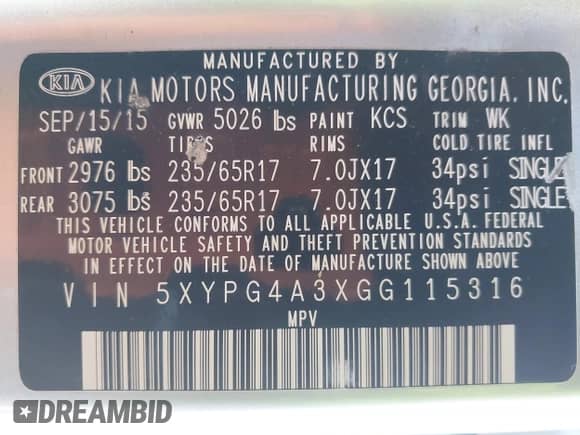 MANUFACTURED BY
KIA KIA MOTORS MANUFACTURING GEORGIA, INC.
SEP/15/15 GVWR 5026 lbs PAINT KCS TRIM WK
GAWR TIRES RIMS COLD TIRE INFL
FRONT 2976 lbs 235/65R17 7.0JX17 34psi SINGLE
REAR 3075 lbs 235/65R17 7.0JX17 34psi SINGLE
THIS VEHICLE CONFORMS TO ALL APPLICABLE U.S.A. FEDERAL
MOTOR VEHICLE SAFETY AND THEFT PREVENTION STANDARDS
IN EFFECT ON THE DATE OF MANUFACTURE SHOWN ABOVE
VIN 5XYPG4A3XGG115316
MPV
DREAMBID